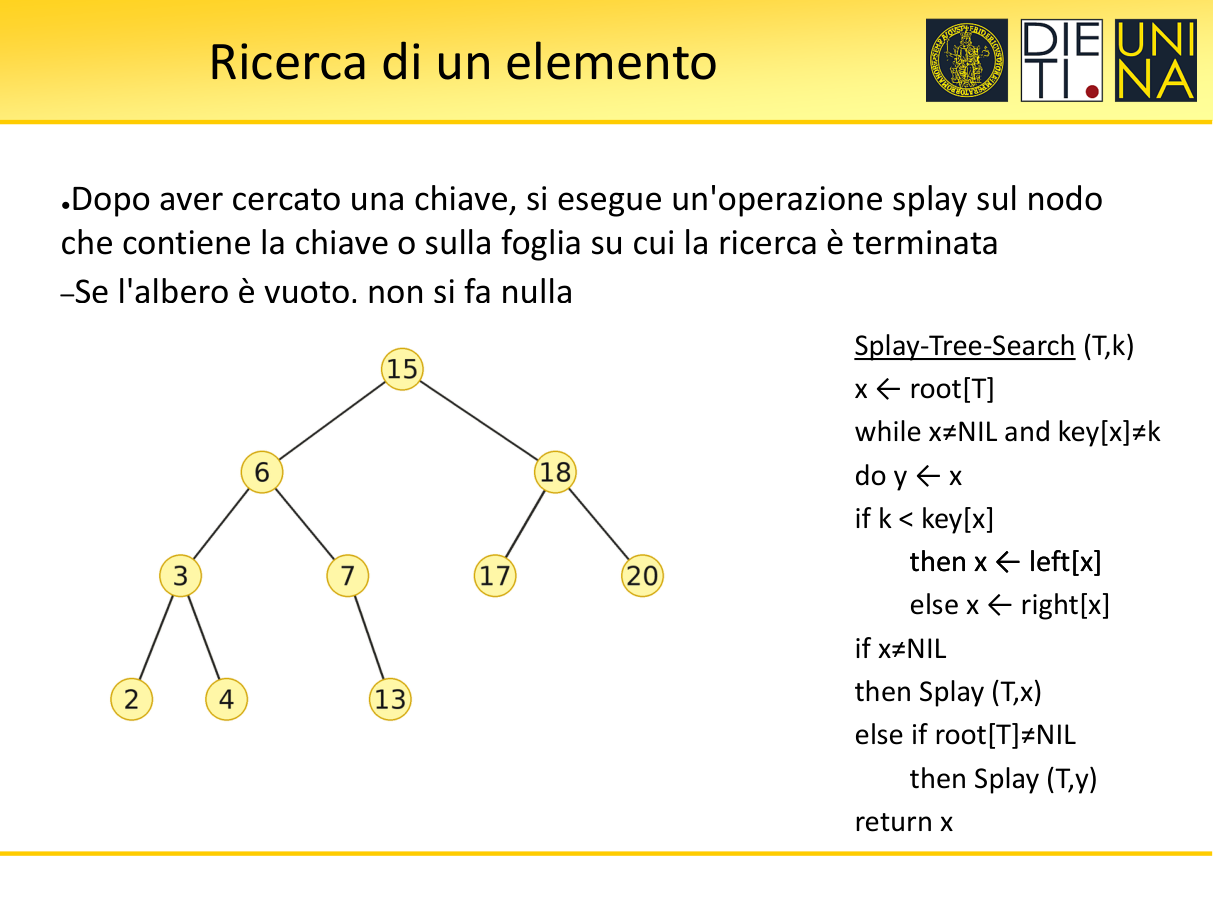 Ricerca di un elemento
DIE
TI.
UNI
NA
•Dopo aver cercato una chiave, si esegue un'operazione splay sul nodo
che contiene la chiave o sulla foglia su cui la ricerca è terminata
–Se l'albero è vuoto, non si fa nulla
15
6
18
3
7
17
20
2
4
13
Splay-Tree-Search (T,k)
x ← root[T]
while x≠NIL and key[x]≠k
do y ← x
if k < key[x]
then x ← left[x]
else x ← right[x]
if x≠NIL
then Splay (T,x)
else if root[T]≠NIL
then Splay (T,y)
return x